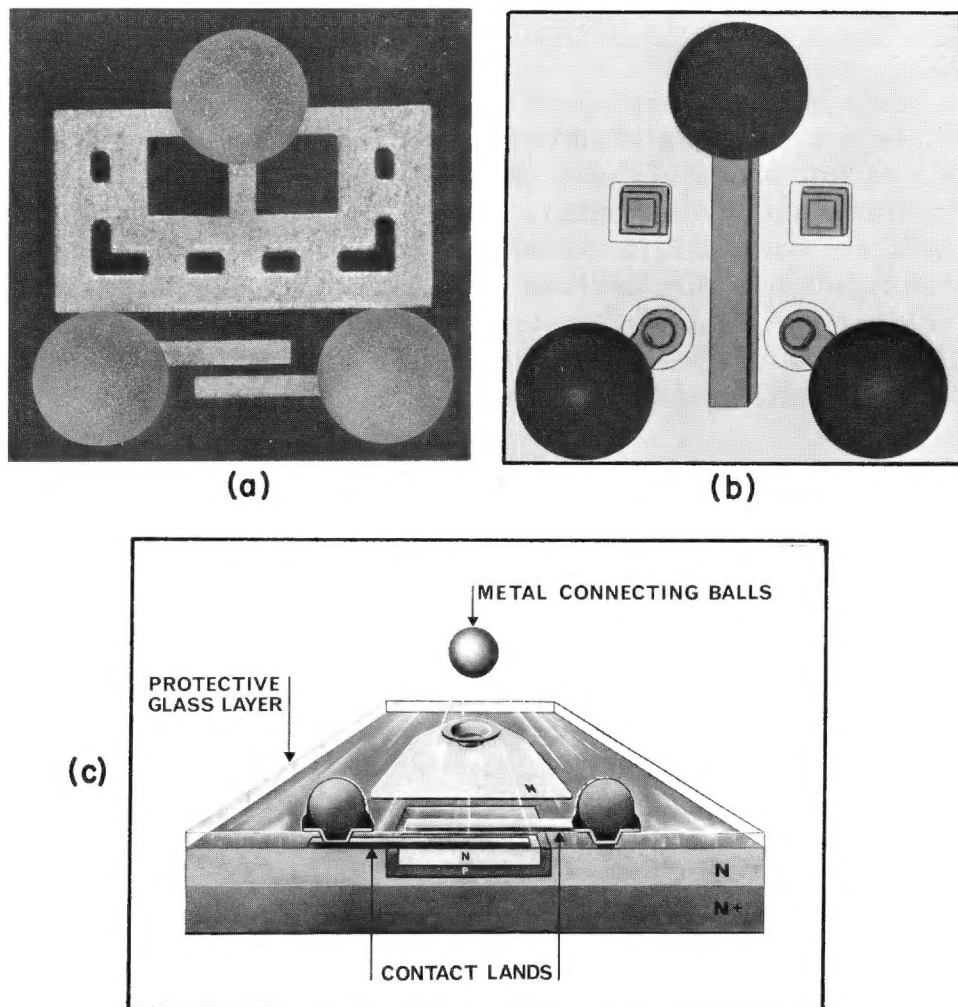 (a)
(b)
METAL CONNECTING BALLS
PROTECTIVE
GLASS LAYER
(c)
N
N
P
N
N+
CONTACT LANDS